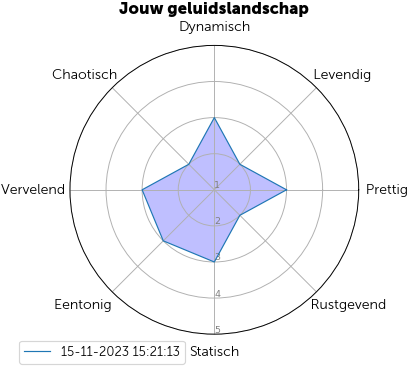 Jouw geluidslandschap
Dynamisch
Chaotisch
Levendig
Vervelend
Prettig
1
2
3
4
5
Eentonig
Rustgevend
15-11-2023 15:21:13
Statisch